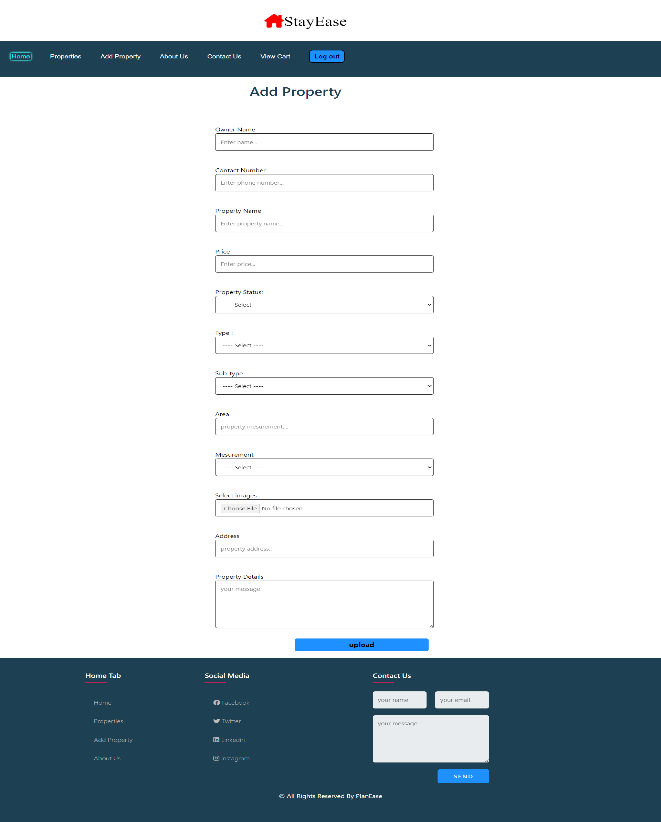 StayEase
Home Properties Add Property About Us Contact Us View Cart Log out
Add Property
Owner Name
Enter name...
Contact Number
Enter phone number...
Property Name
Enter property name...
Price
Enter price...
Property Status:
---- Select ----
Type :
---- Select ----
Sub-type :
---- Select ----
Area
property mesurement...
Mesurement
---- Select ----
Select images
Choose File No file chosen
Address
property address..
Property Details
your message
upload
Home Tab Social Media Contact Us
Home Facebook your name your email
Properties Twitter your message
Add Property Linkedin
About Us Instagram
SEND
© All Rights Reserved By PlanEase